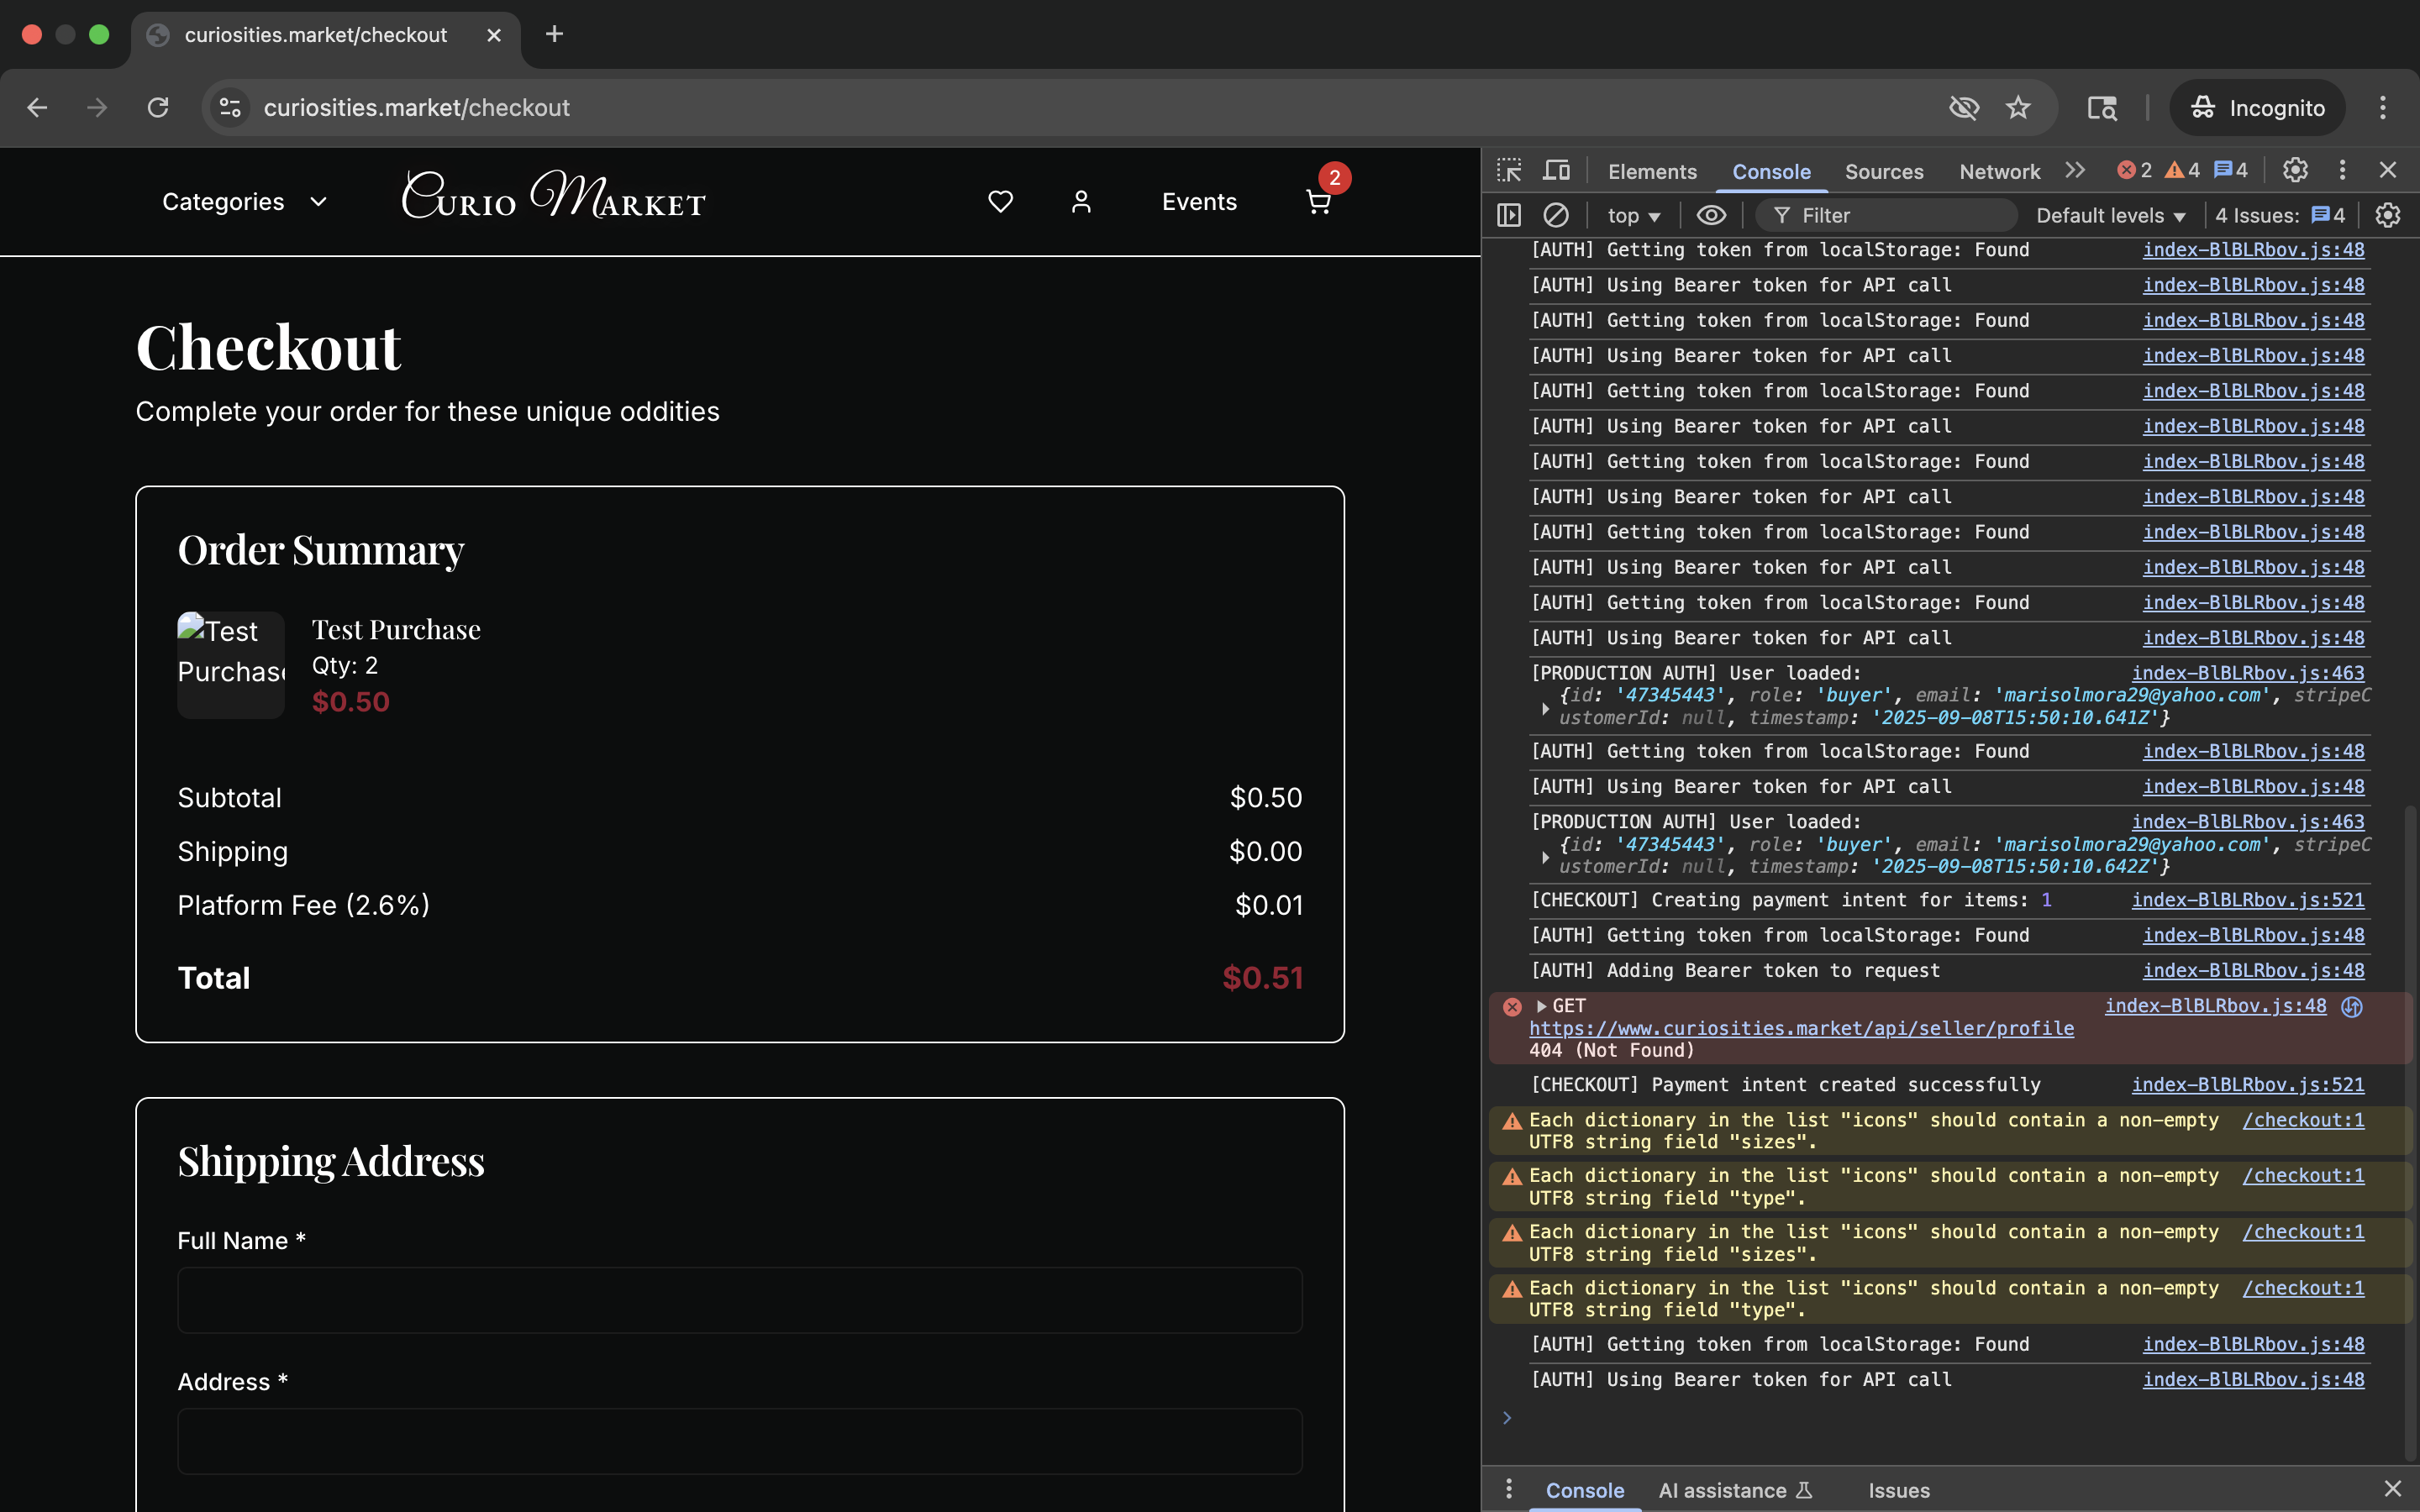 curiosities.market/checkout
curiosities.market/checkout
Incognito
Categories
Curio Market
Events
2
Checkout
Complete your order for these unique oddities
Order Summary
Test Purchase
Test Purchase
Qty: 2
$0.50
Subtotal $0.50
Shipping $0.00
Platform Fee (2.6%) $0.01
Total $0.51
Shipping Address
Full Name *
Address *
Elements Console Sources Network 2 4 4
top Filter Default levels 4 Issues: 4
[AUTH] Getting token from localStorage: Found index-BlBLRbov.js:48
[AUTH] Using Bearer token for API call index-BlBLRbov.js:48
[AUTH] Getting token from localStorage: Found index-BlBLRbov.js:48
[AUTH] Using Bearer token for API call index-BlBLRbov.js:48
[AUTH] Getting token from localStorage: Found index-BlBLRbov.js:48
[AUTH] Using Bearer token for API call index-BlBLRbov.js:48
[AUTH] Getting token from localStorage: Found index-BlBLRbov.js:48
[AUTH] Using Bearer token for API call index-BlBLRbov.js:48
[AUTH] Getting token from localStorage: Found index-BlBLRbov.js:48
[AUTH] Using Bearer token for API call index-BlBLRbov.js:48
[AUTH] Getting token from localStorage: Found index-BlBLRbov.js:48
[AUTH] Using Bearer token for API call index-BlBLRbov.js:48
[PRODUCTION AUTH] User loaded: index-BlBLRbov.js:463
{id: '47345443', role: 'buyer', email: 'marisolmora29@yahoo.com', stripeC
ustomerId: null, timestamp: '2025-09-08T15:50:10.641Z'}
[AUTH] Getting token from localStorage: Found index-BlBLRbov.js:48
[AUTH] Using Bearer token for API call index-BlBLRbov.js:48
[PRODUCTION AUTH] User loaded: index-BlBLRbov.js:463
{id: '47345443', role: 'buyer', email: 'marisolmora29@yahoo.com', stripeC
ustomerId: null, timestamp: '2025-09-08T15:50:10.642Z'}
[CHECKOUT] Creating payment intent for items: 1 index-BlBLRbov.js:521
[AUTH] Getting token from localStorage: Found index-BlBLRbov.js:48
[AUTH] Adding Bearer token to request index-BlBLRbov.js:48
GET index-BlBLRbov.js:48
https://www.curiosities.market/api/seller/profile
404 (Not Found)
[CHECKOUT] Payment intent created successfully index-BlBLRbov.js:521
Each dictionary in the list "icons" should contain a non-empty /checkout:1
UTF8 string field "sizes".
Each dictionary in the list "icons" should contain a non-empty /checkout:1
UTF8 string field "type".
Each dictionary in the list "icons" should contain a non-empty /checkout:1
UTF8 string field "sizes".
Each dictionary in the list "icons" should contain a non-empty /checkout:1
UTF8 string field "type".
[AUTH] Getting token from localStorage: Found index-BlBLRbov.js:48
[AUTH] Using Bearer token for API call index-BlBLRbov.js:48
Console AI assistance Issues